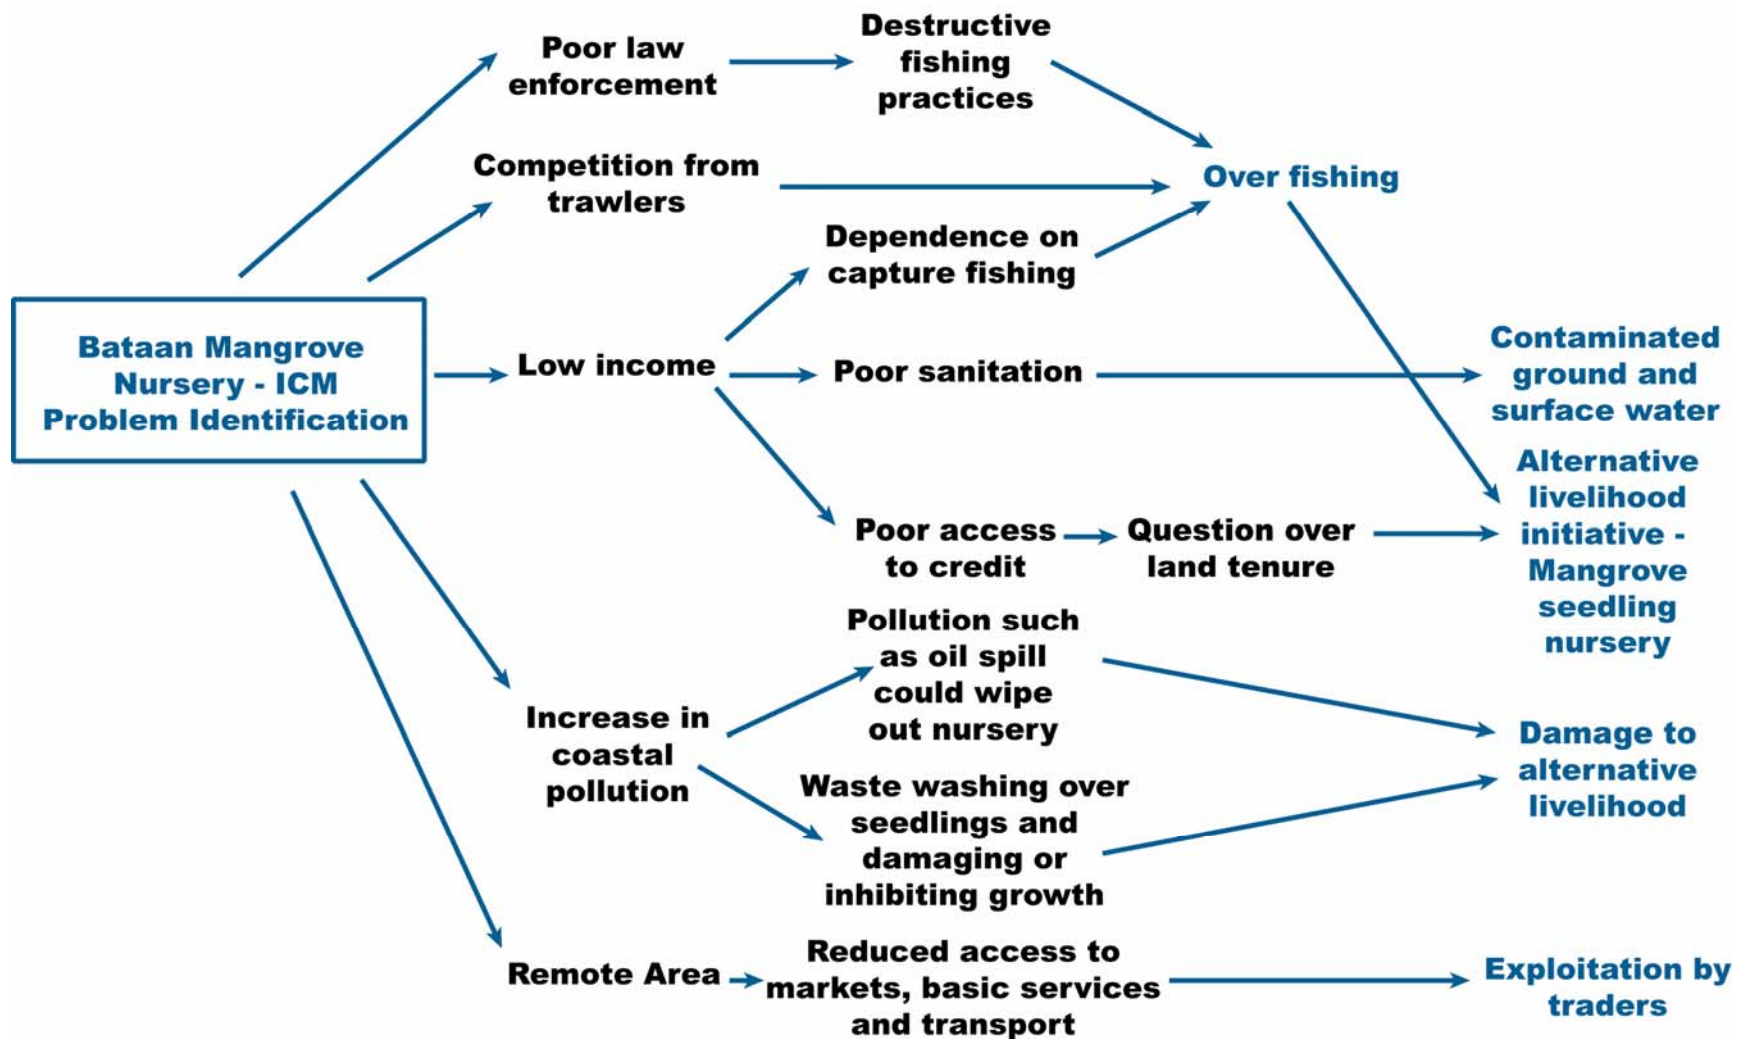 Poor law
enforcement
Destructive
fishing
practices
Competition from
trawlers
Over fishing
Dependence on
capture fishing
Bataan Mangrove
Nursery - ICM
Problem Identification
Low income
Poor sanitation
Contaminated
ground and
surface water
Poor access
to credit
Question over
land tenure
Alternative
livelihood
initiative -
Mangrove
seedling
nursery
Increase in
coastal
pollution
Pollution such
as oil spill
could wipe
out nursery
Waste washing over
seedlings and
damaging or
inhibiting growth
Damage to
alternative
livelihood
Remote Area
Reduced access to
markets, basic services
and transport
Exploitation by
traders